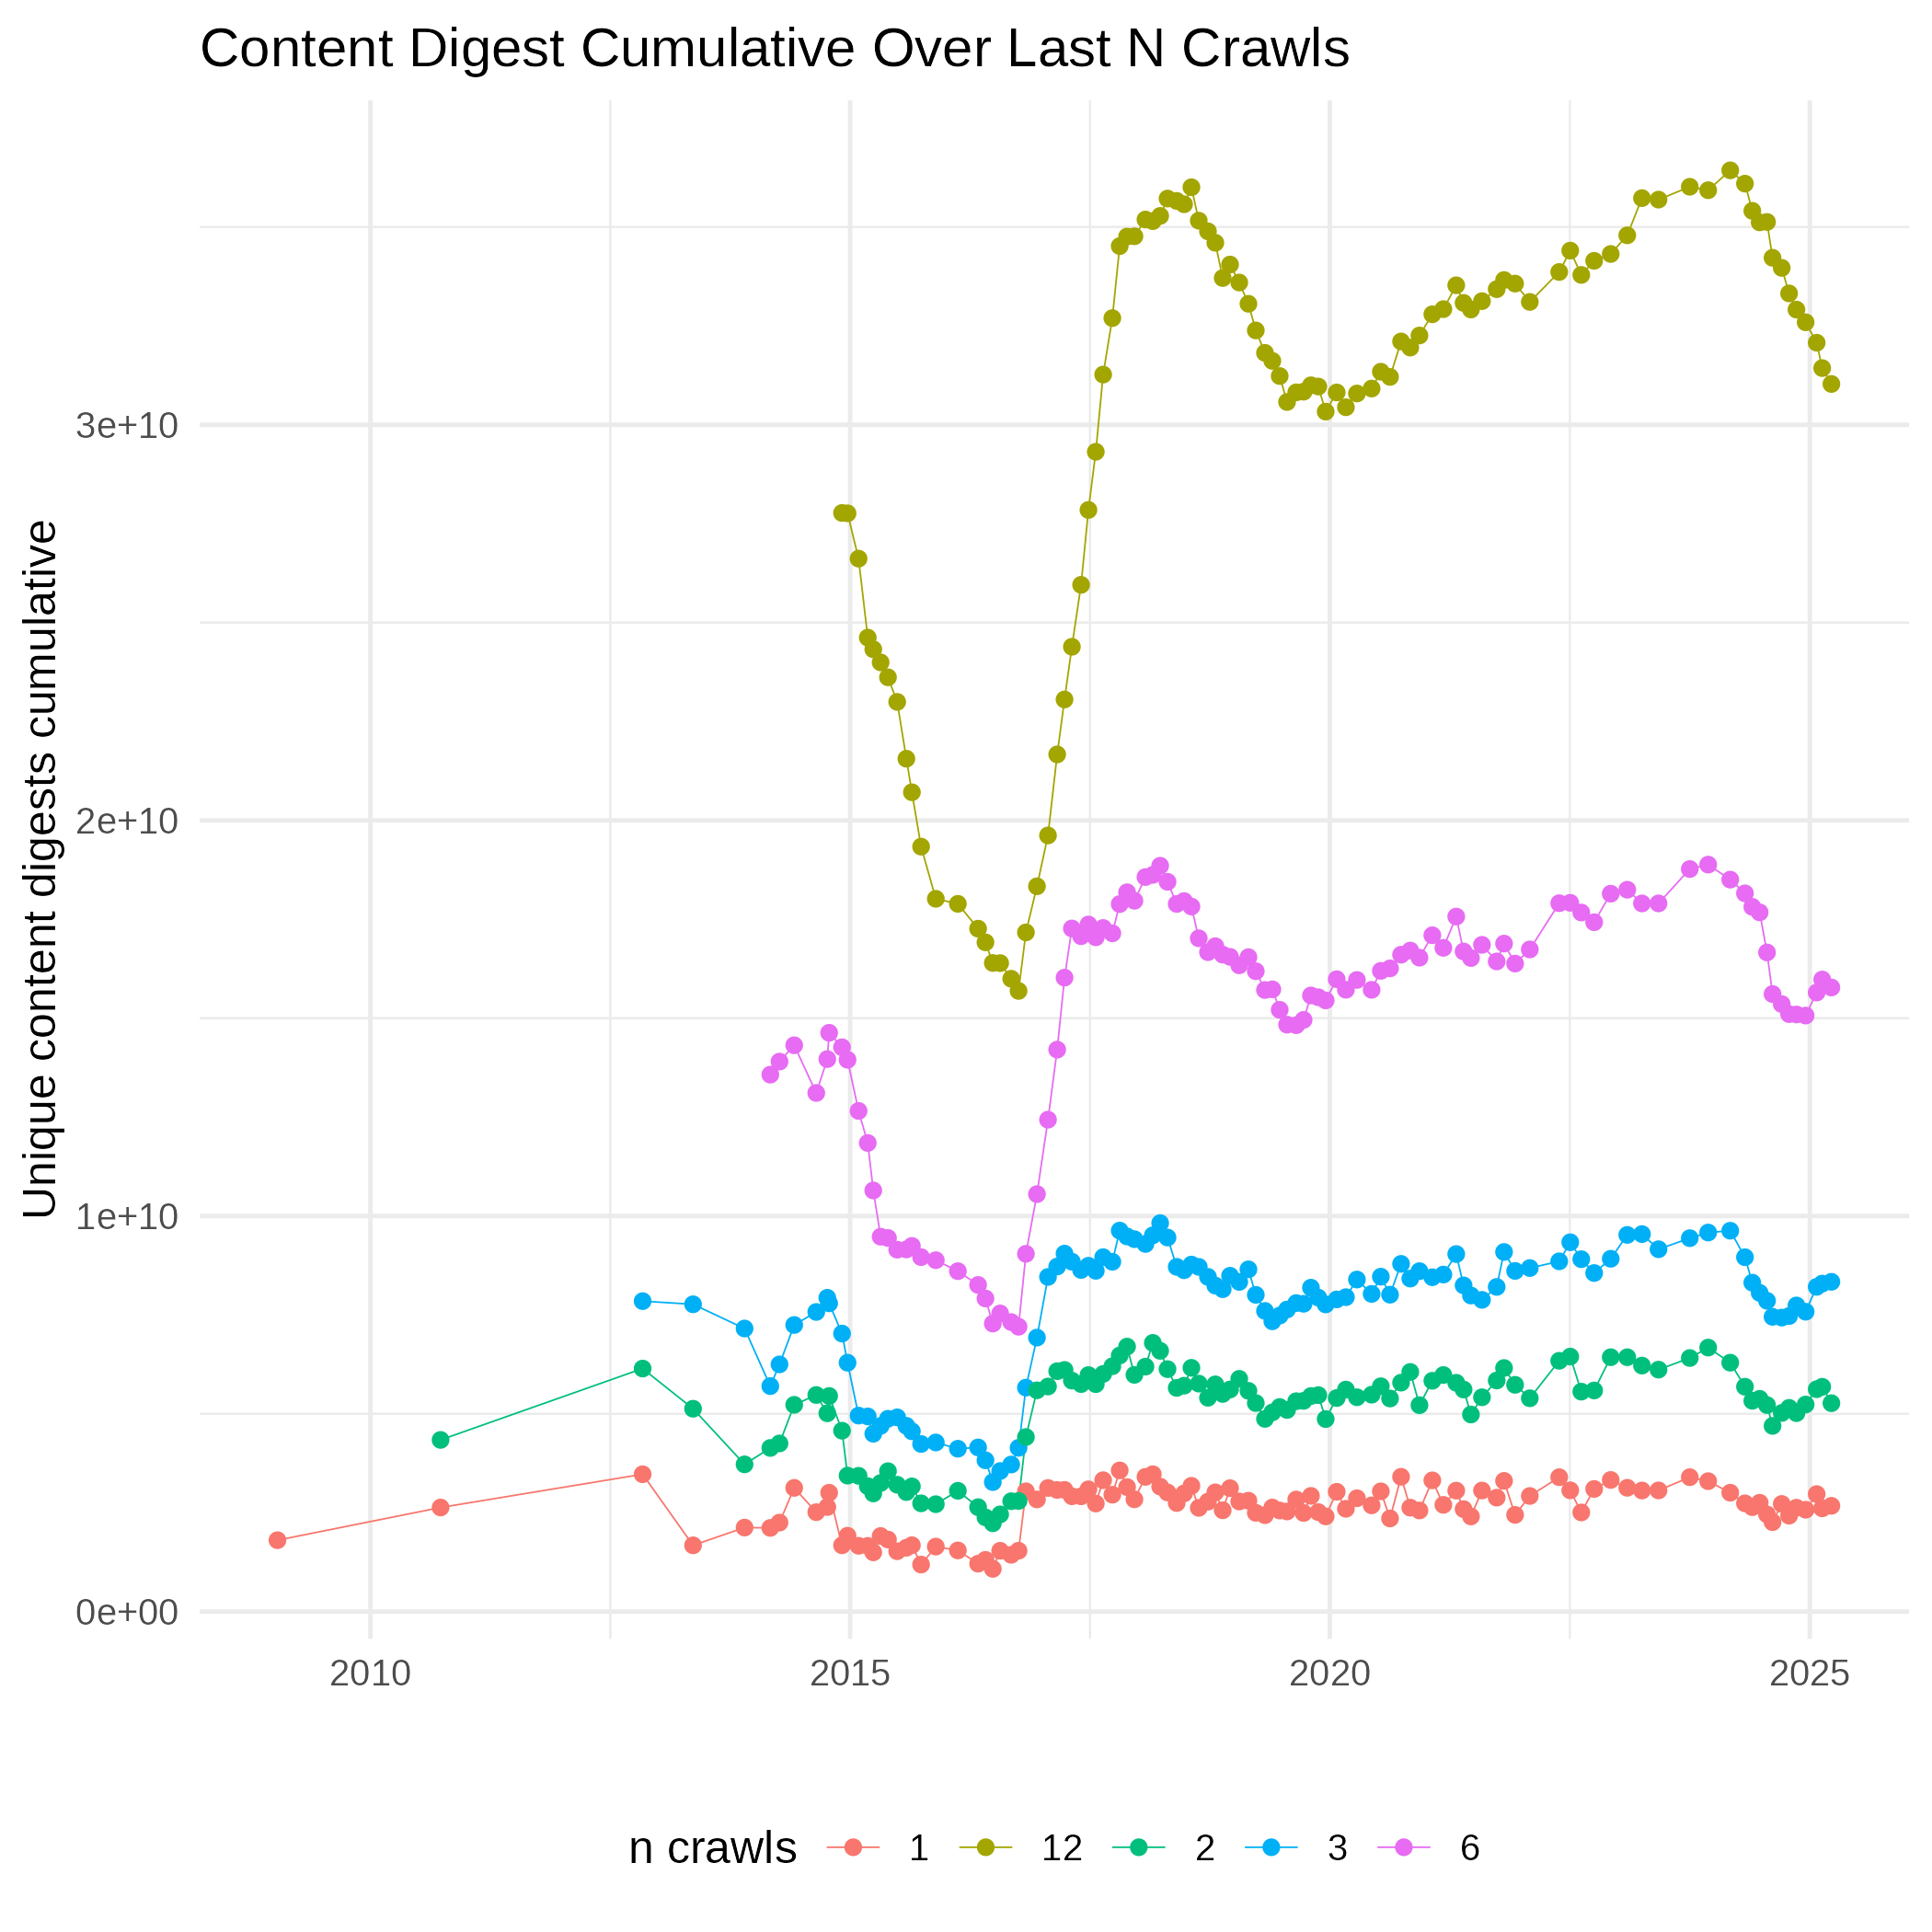 Content Digest Cumulative Over Last N Crawls
Unique content digests cumulative
3e+10
2e+10
1e+10
0e+00
2010 2015 2020 2025
n crawls 1 12 2 3 6